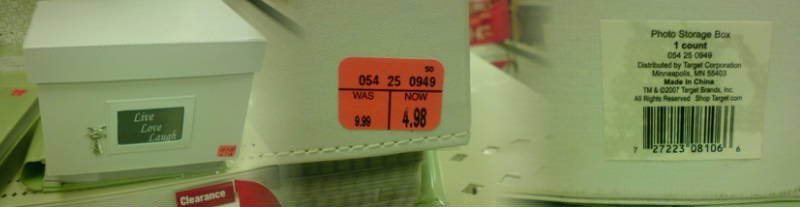 Live
Love
Laugh
Clearance
50
054 25 0949
WAS NOW
9.99 4.98
Photo Storage Box
1 count
054 25 0949
Distributed by Target Corporation
Minneapolis, MN 55403
Made in China
TM & ©2007 Target Brands, Inc.
All Rights Reserved Shop Target.com
7 27223 08106 6